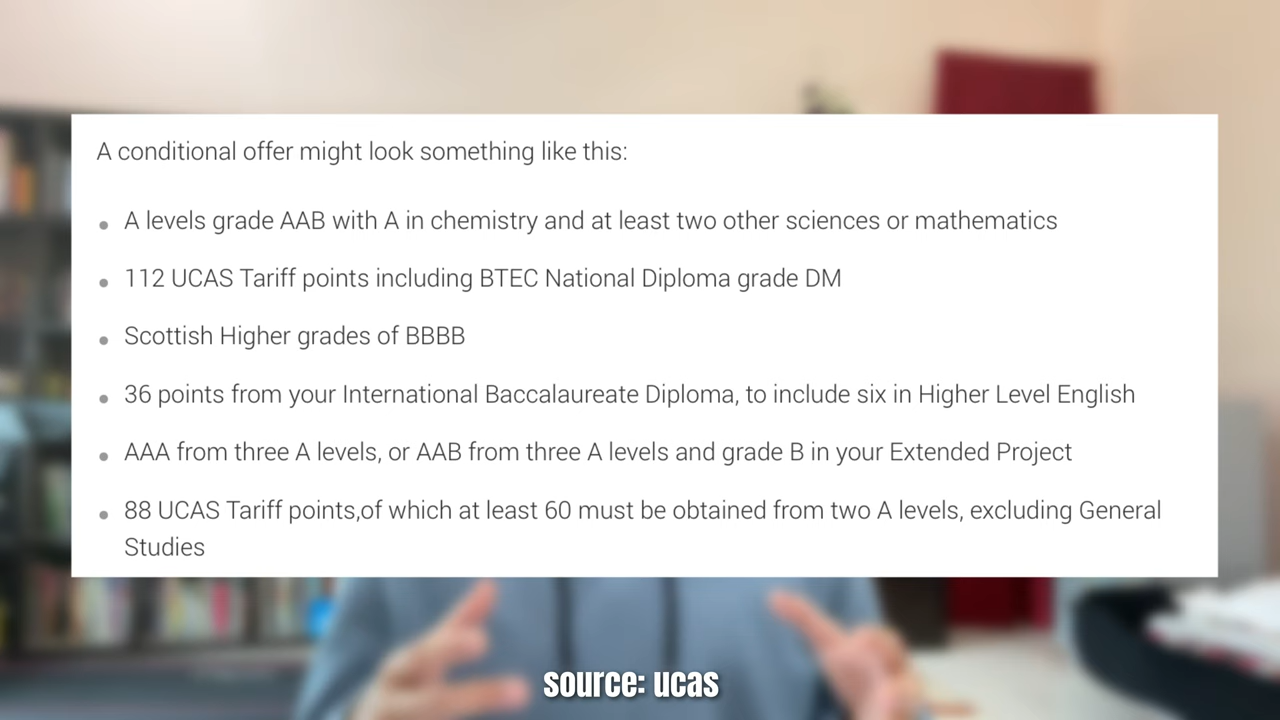 A conditional offer might look something like this:
A levels grade AAB with A in chemistry and at least two other sciences or mathematics
112 UCAS Tariff points including BTEC National Diploma grade DM
Scottish Higher grades of BBBB
36 points from your International Baccalaureate Diploma, to include six in Higher Level English
AAA from three A levels, or AAB from three A levels and grade B in your Extended Project
88 UCAS Tariff points,of which at least 60 must be obtained from two A levels, excluding General
Studies
source: ucas